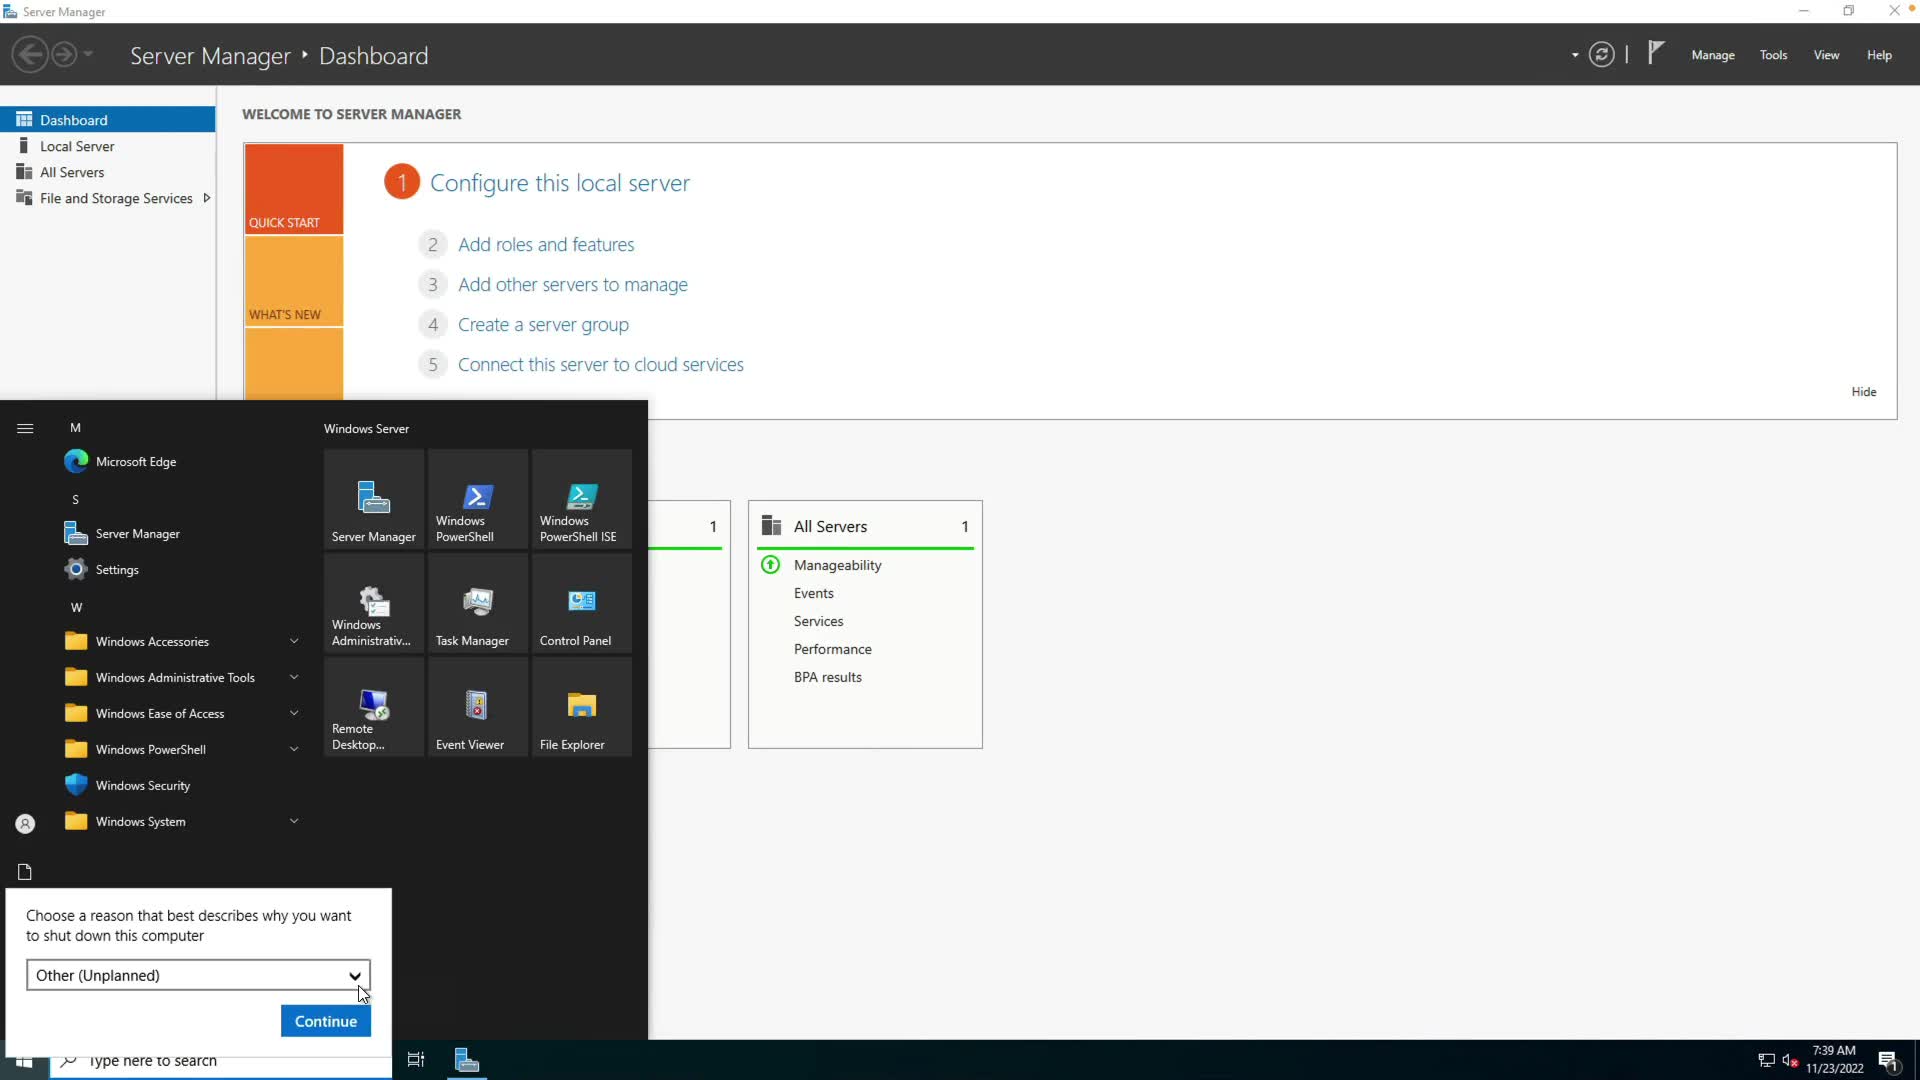 Server Manager
Server Manager ‣ Dashboard
Manage
Tools
View
Help
Dashboard
Local Server
All Servers
File and Storage Services
WELCOME TO SERVER MANAGER
QUICK START
WHAT'S NEW
1 Configure this local server
2 Add roles and features
3 Add other servers to manage
4 Create a server group
5 Connect this server to cloud services
Hide
1
All Servers 1
Manageability
Events
Services
Performance
BPA results
M
Microsoft Edge
S
Server Manager
Settings
W
Windows Accessories
Windows Administrative Tools
Windows Ease of Access
Windows PowerShell
Windows Security
Windows System
Windows Server
Server Manager
Windows
PowerShell
Windows
PowerShell ISE
Windows
Administrativ...
Task Manager
Control Panel
Remote
Desktop...
Event Viewer
File Explorer
Choose a reason that best describes why you want
to shut down this computer
Other (Unplanned)
Continue
Type here to search
7:39 AM
11/23/2022
1